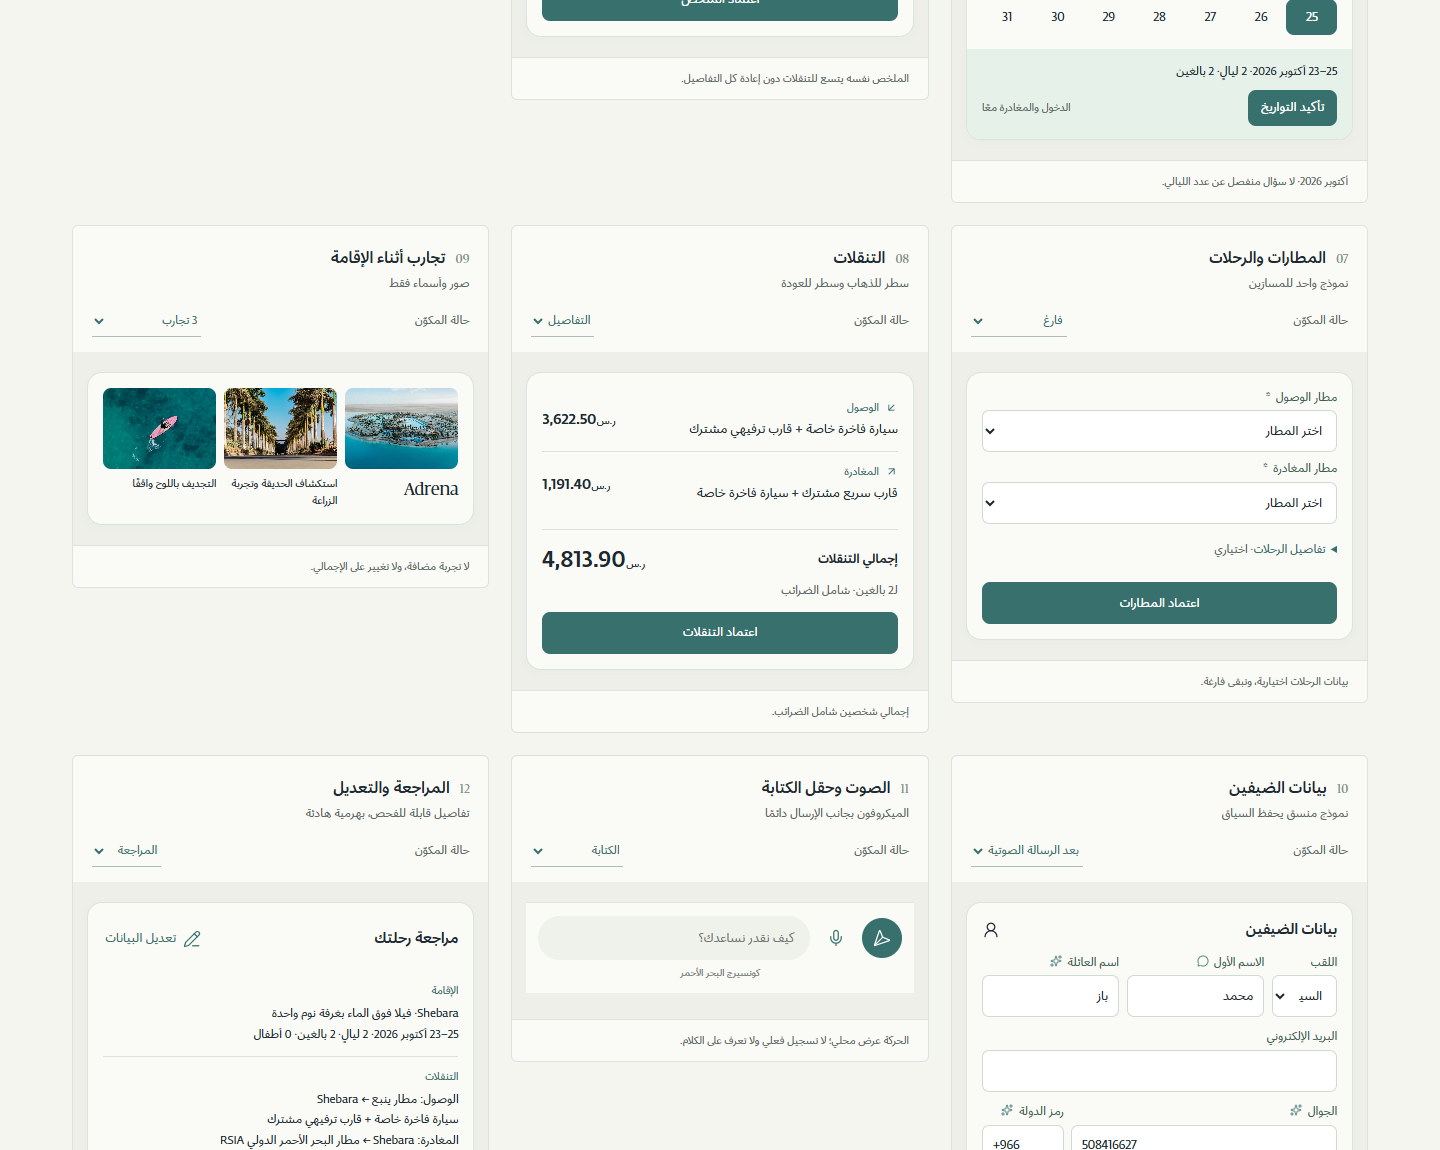 25 26 27 28 29 30 31
23–25 أكتوبر 2026 · 2 ليالٍ · 2 بالغين
تأكيد التواريخ
الدخول والمغادرة معًا
أكتوبر 2026 · لا سؤال منفصل عن عدد الليالي.
اعتماد الملخص
الملخص نفسه يتسع للتنقلات دون إعادة كل التفاصيل.
07 المطارات والرحلات
نموذج واحد للمسارَين
حالة المكوّن
فارغ
مطار الوصول *
اختر المطار
مطار المغادرة *
اختر المطار
تفاصيل الرحلات · اختياري
اعتماد المطارات
بيانات الرحلات اختيارية، وتبقى فارغة.
08 التنقلات
سطر للذهاب وسطر للعودة
حالة المكوّن
التفاصيل
الوصول
سيارة فاخرة خاصة + قارب ترفيهي مشترك
3,622.50 ر.س
المغادرة
قارب سريع مشترك + سيارة فاخرة خاصة
1,191.40 ر.س
إجمالي التنقلات
4,813.90 ر.س
لـ2 بالغين · شامل الضرائب
اعتماد التنقلات
إجمالي شخصين شامل الضرائب.
09 تجارب أثناء الإقامة
صور وأسماء فقط
حالة المكوّن
3 تجارب
Adrena
استكشاف الحديقة وتجربة
الزراعة
التجديف باللوح واقفًا
لا تجربة مضافة، ولا تغيير على الإجمالي.
10 بيانات الضيفين
نموذج منسق يحفظ السياق
حالة المكوّن
بعد الرسالة الصوتية
بيانات الضيفين
اللقب
الاسم الأول
اسم العائلة
السيد
محمد
باز
البريد الإلكتروني
الجوال
رمز الدولة
508416627
+966
11 الصوت وحقل الكتابة
الميكروفون بجانب الإرسال دائمًا
حالة المكوّن
الكتابة
كيف نقدر نساعدك؟
كونسيرج البحر الأحمر
الحركة عرض محلي؛ لا تسجيل فعلي ولا تعرف على الكلام.
12 المراجعة والتعديل
تفاصيل قابلة للفحص، بهرمية هادئة
حالة المكوّن
المراجعة
مراجعة رحلتك
تعديل البيانات
الإقامة
Shebara · فيلا فوق الماء بغرفة نوم واحدة
23–25 أكتوبر 2026 · 2 ليالٍ · 2 بالغين · 0 أطفال
التنقلات
الوصول: مطار ينبع ← Shebara
سيارة فاخرة خاصة + قارب ترفيهي مشترك
المغادرة: Shebara ← مطار البحر الأحمر الدولي RSIA